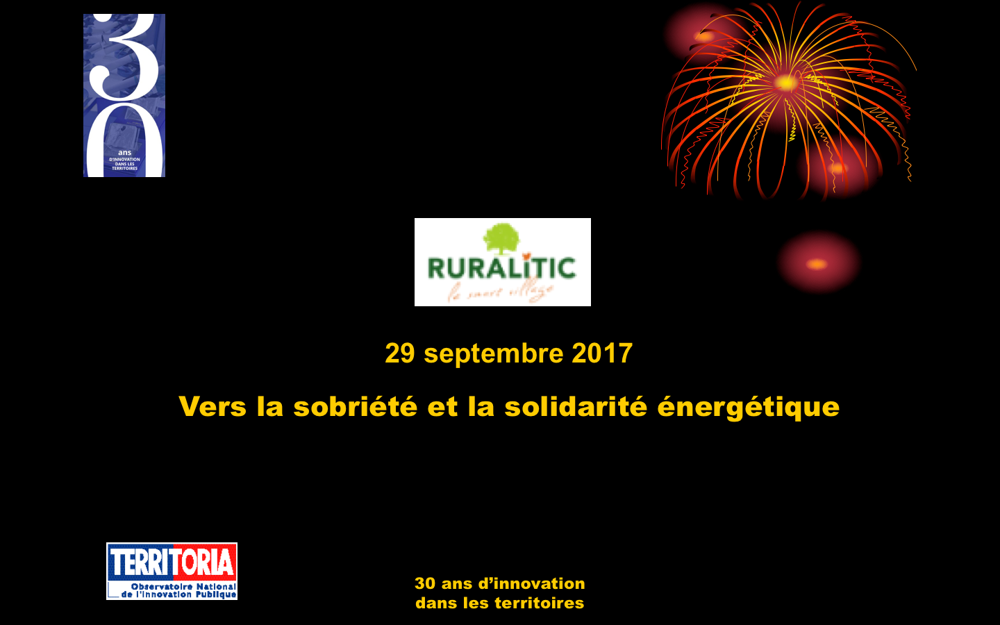 30
ans
D'INNOVATION
DANS LES
TERRITOIRES
RURALiTIC
le smart village
29 septembre 2017
Vers la sobriété et la solidarité énergétique
TERRITORIA
Observatoire National
de l'Innovation Publique
30 ans d’innovation
dans les territoires